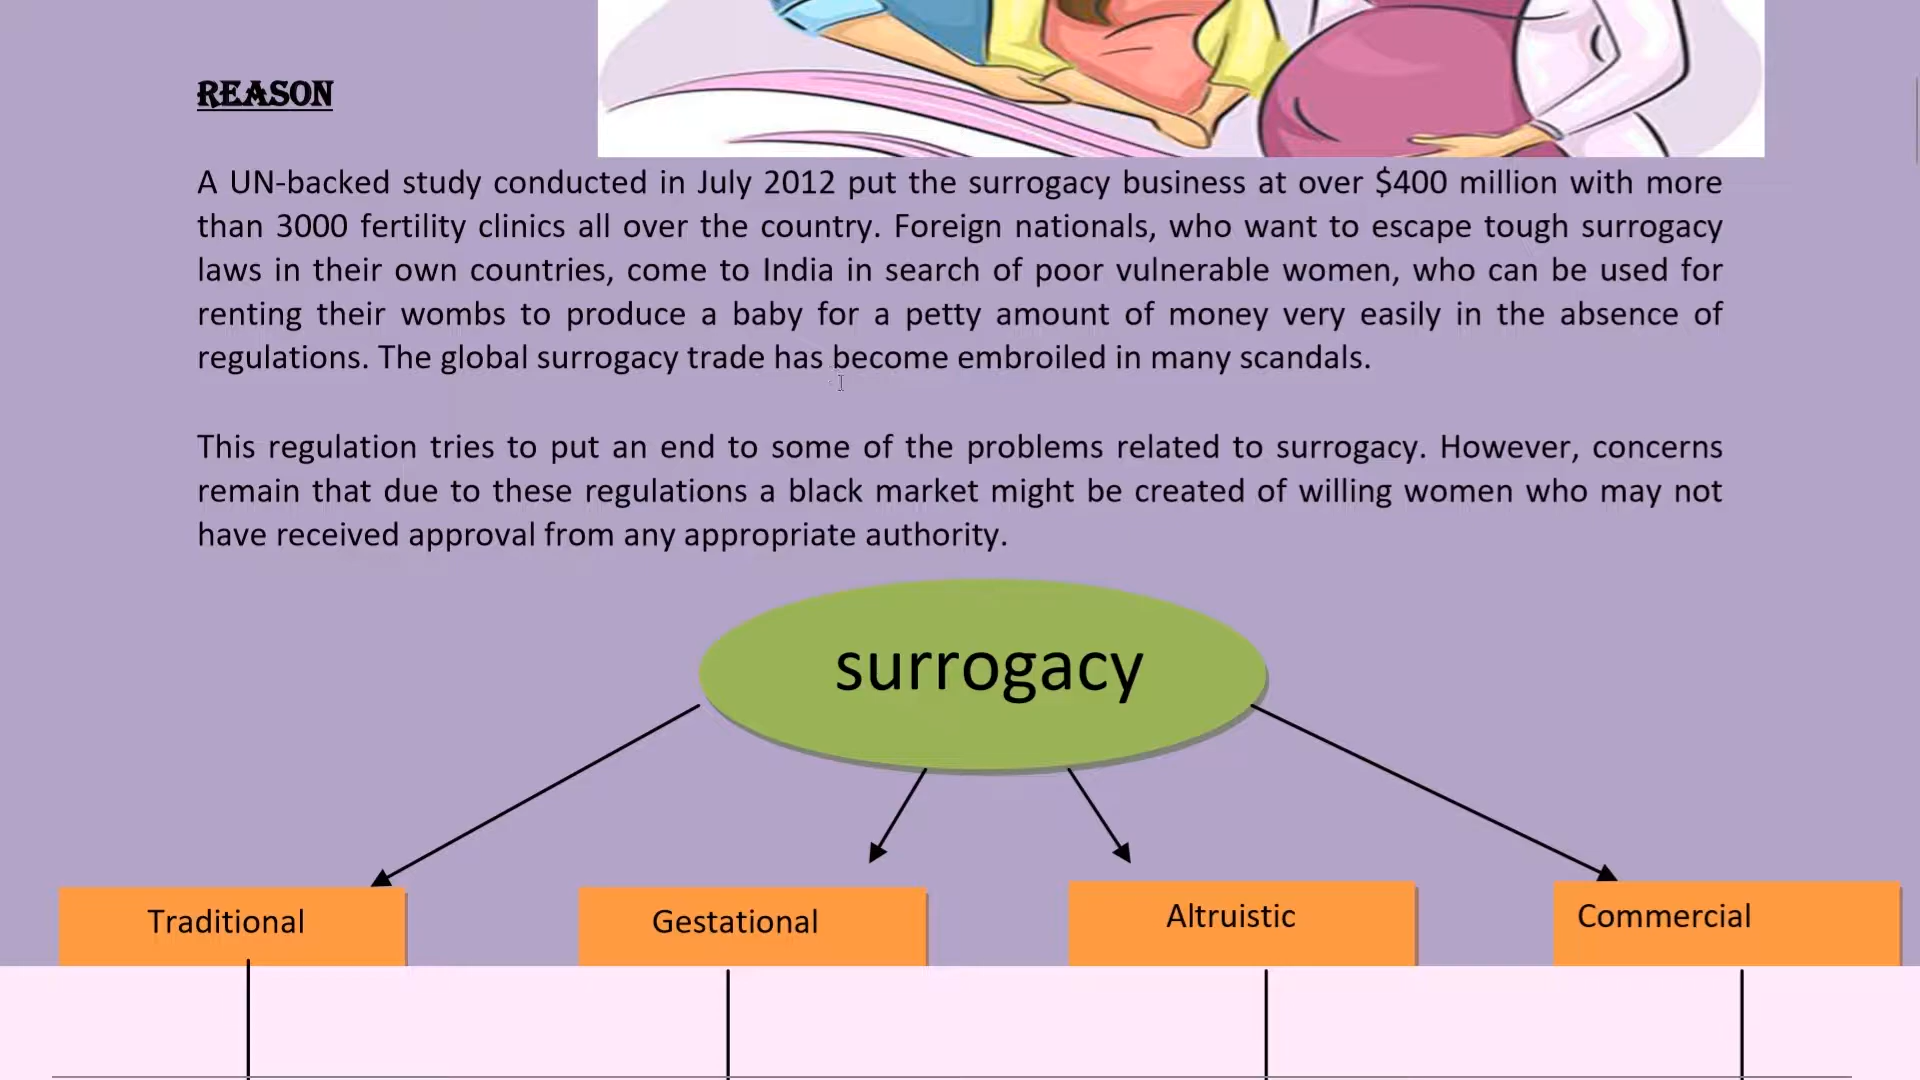 REASON
A UN-backed study conducted in July 2012 put the surrogacy business at over $400 million with more
than 3000 fertility clinics all over the country. Foreign nationals, who want to escape tough surrogacy
laws in their own countries, come to India in search of poor vulnerable women, who can be used for
renting their wombs to produce a baby for a petty amount of money very easily in the absence of
regulations. The global surrogacy trade has become embroiled in many scandals.
This regulation tries to put an end to some of the problems related to surrogacy. However, concerns
remain that due to these regulations a black market might be created of willing women who may not
have received approval from any appropriate authority.
surrogacy
Traditional
Gestational
Altruistic
Commercial